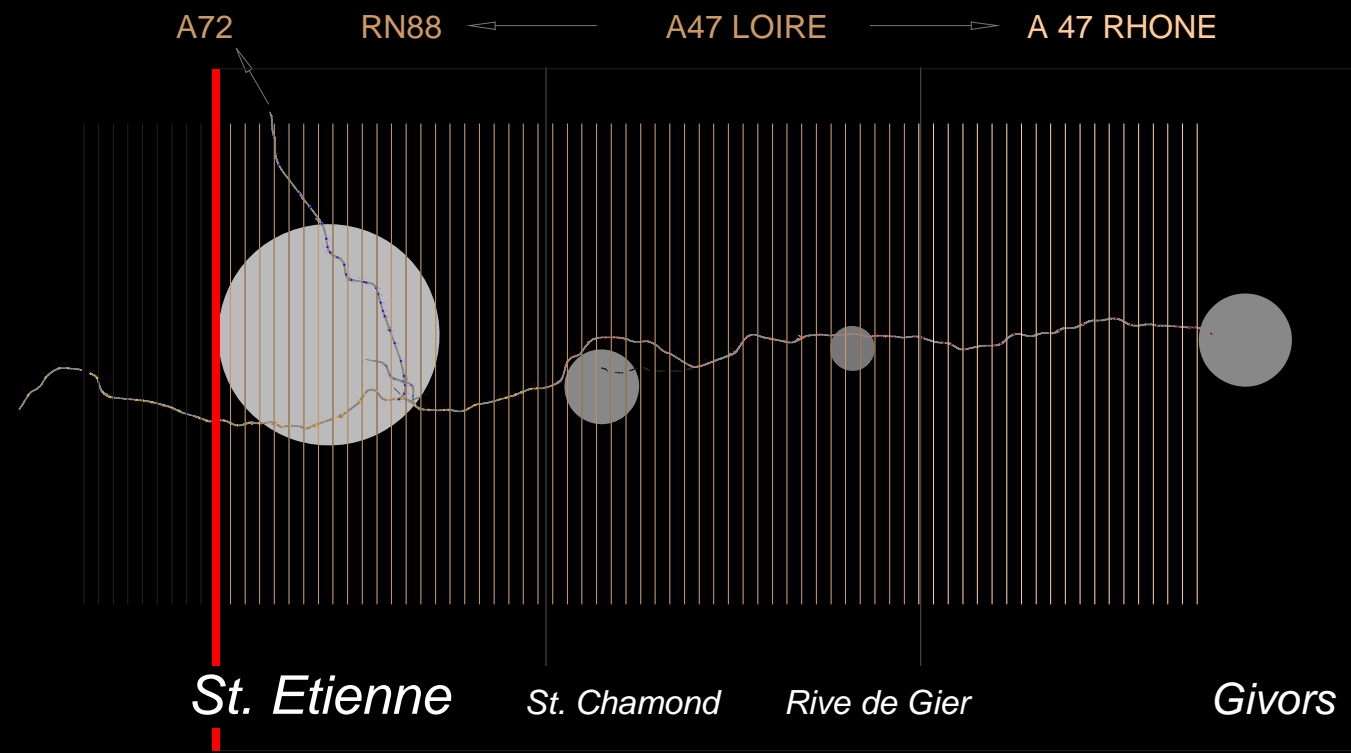 A72 RN88 A47 LOIRE A 47 RHONE
St. Etienne St. Chamond Rive de Gier Givors